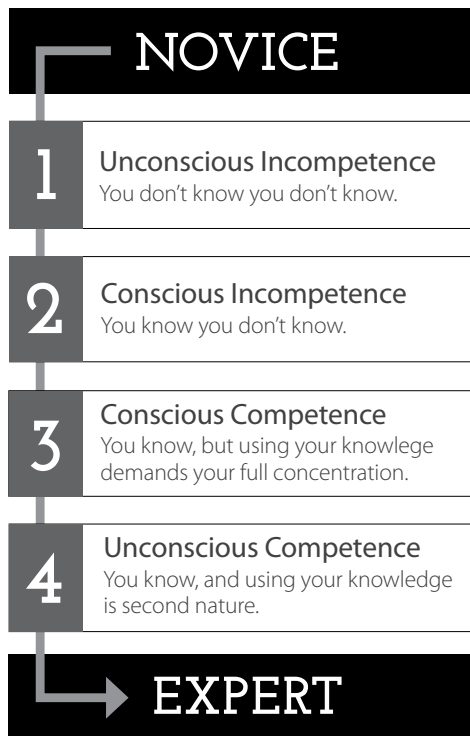 NOVICE
1
Unconscious Incompetence
You don’t know you don’t know.
2
Conscious Incompetence
You know you don’t know.
3
Conscious Competence
You know, but using your knowlege
demands your full concentration.
4
Unconscious Competence
You know, and using your knowledge
is second nature.
EXPERT